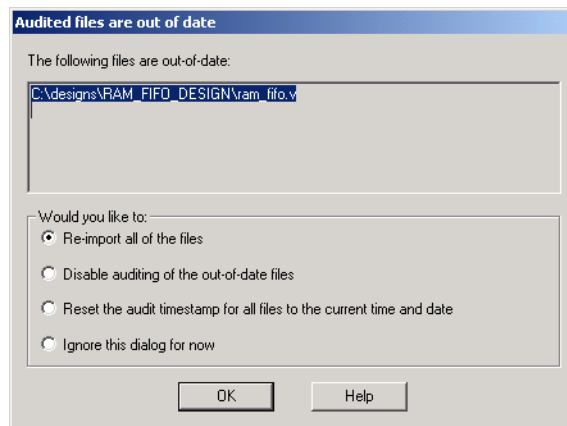 Audited files are out of date
The following files are out-of-date:
C:\designs\RAM_FIFO_DESIGN\ram_fifo.v
Would you like to:
Re-import all of the files
Disable auditing of the out-of-date files
Reset the audit timestamp for all files to the current time and date
Ignore this dialog for now
OK Help